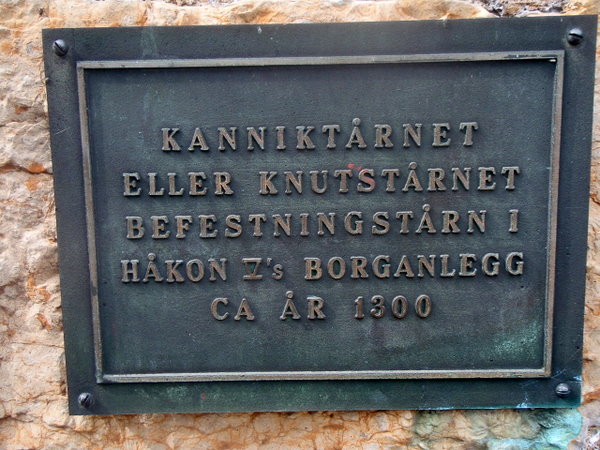 KANNIKTÅRNET
ELLER KNUTSTÅRNET
BEFESTNINGSTÅRN I
HÅKON V's BORGANLEGG
CA ÅR 1300